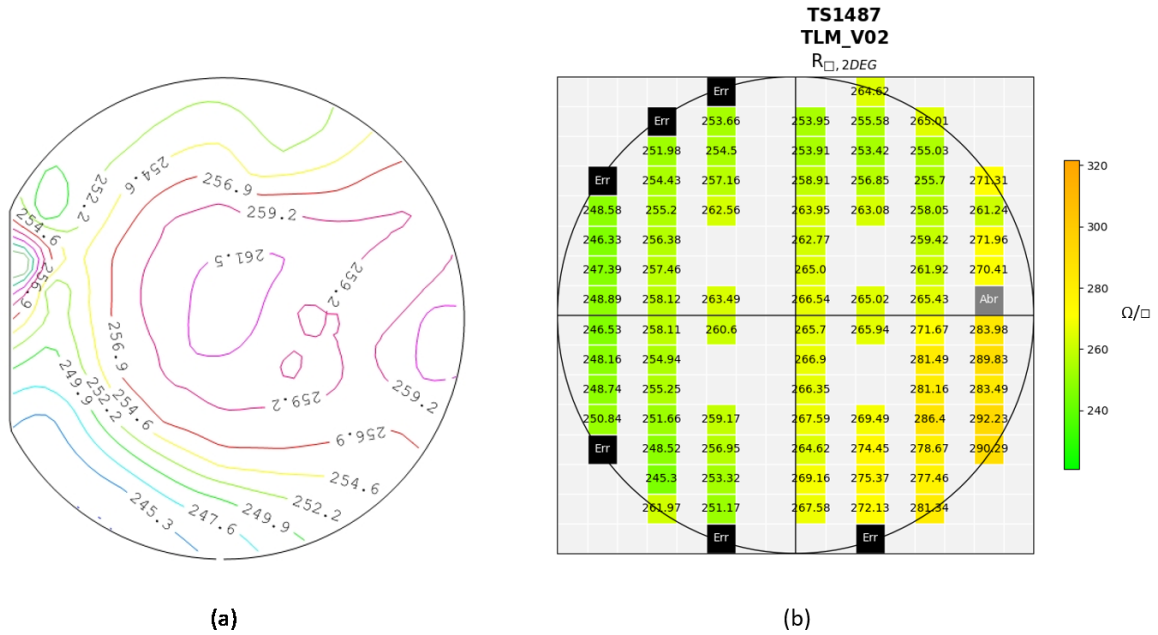 TS1487
TLM_V02
R□,2DEG
Err 264.62
Err 253.66 253.95 255.58 265.01
251.98 254.5 253.91 253.42 255.03
Err 254.43 257.16 258.91 256.85 255.7 271.31
248.58 255.2 262.56 263.95 263.08 258.05 261.24
246.33 256.38 262.77 259.42 271.96
247.39 257.46 265.0 261.92 270.41
248.89 258.12 263.49 266.54 265.02 265.43 Abr
246.53 258.11 260.6 265.7 265.94 271.67 283.98
248.16 254.94 266.9 281.49 289.83
248.74 255.25 266.35 281.16 283.49
250.84 251.66 259.17 267.59 269.49 286.4 292.23
Err 248.52 256.95 264.62 274.45 278.67 290.29
245.3 253.32 269.16 275.37 277.46
261.97 251.17 267.58 272.13 281.34
Err Err
320
300
280
260
240
Ω/□
252.2
254.6
256.9
259.2
254.6
256.9
261.5
259.2
256.9
249.9
252.2
254.6
259.2
259.2
256.9
254.6
252.2
249.9
247.6
245.3
(a)
(b)